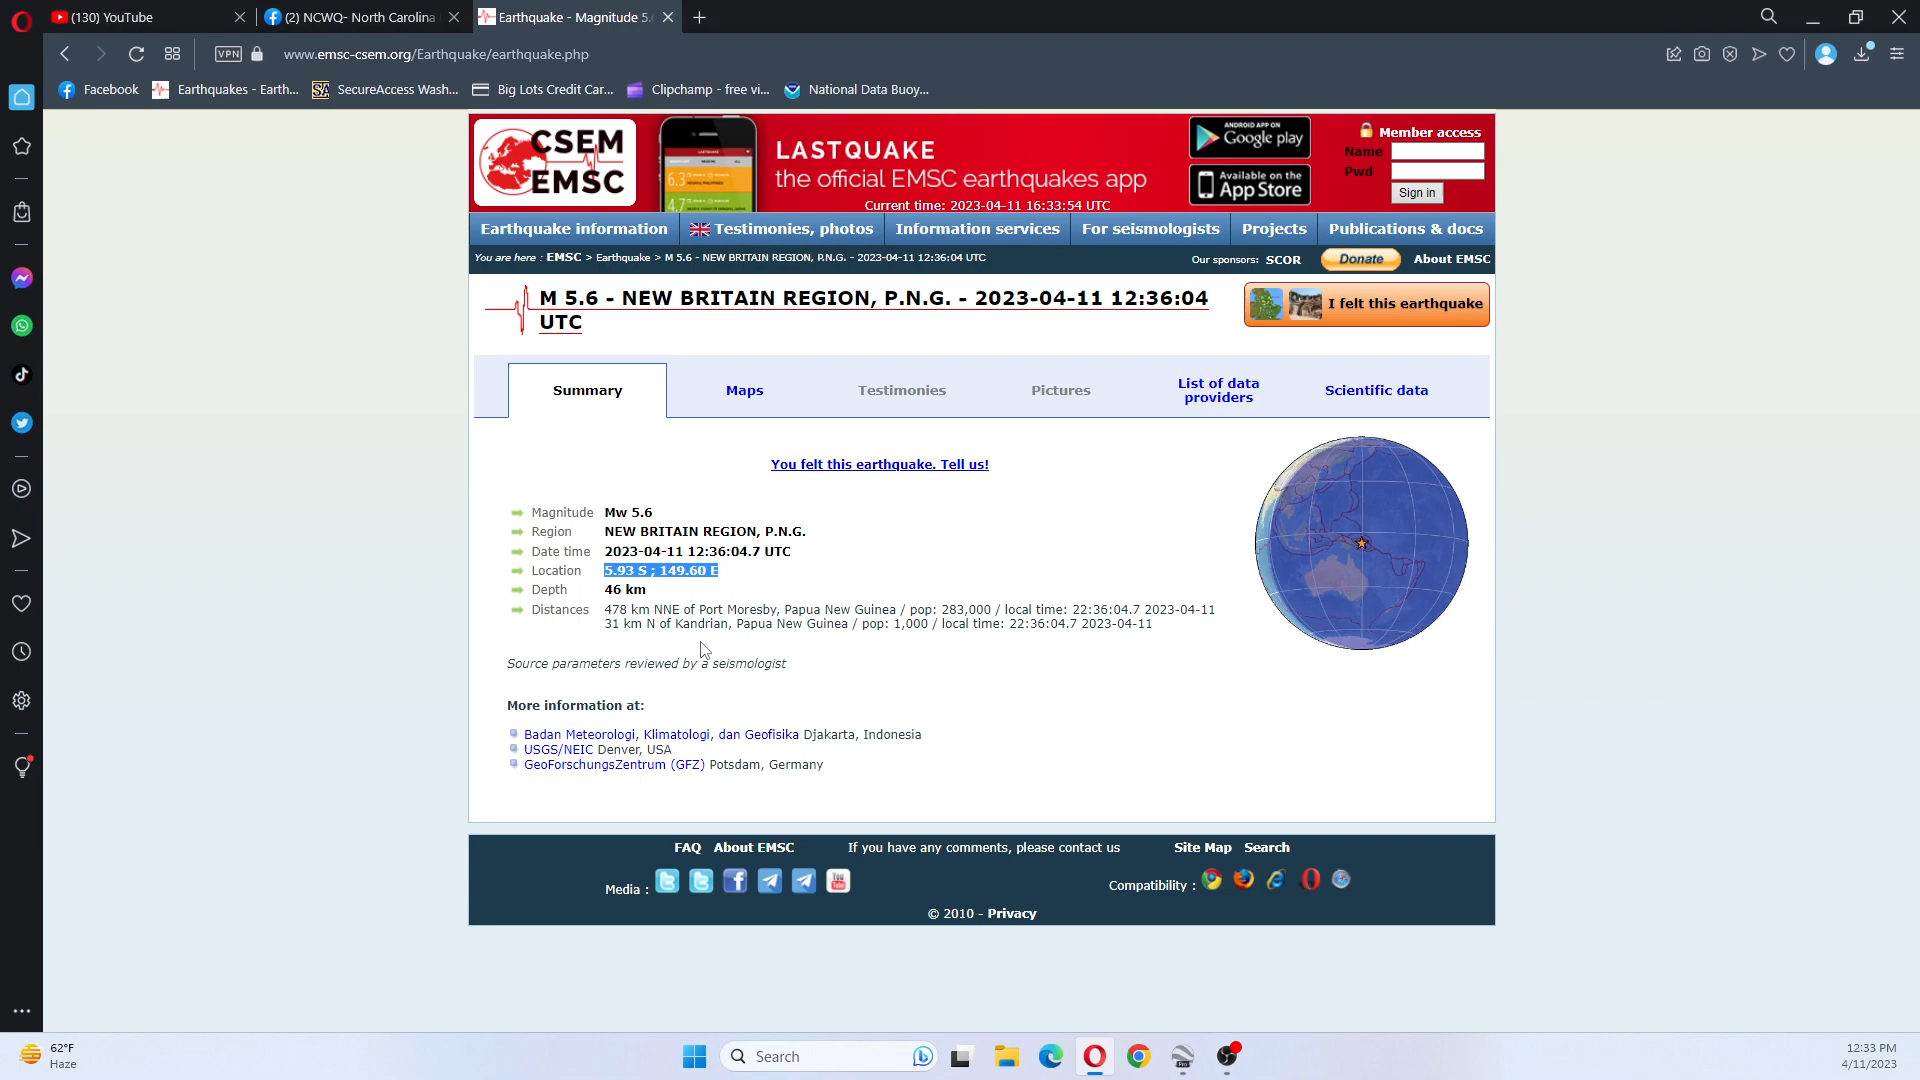 (130) YouTube
(2) NCWQ- North Carolina
Earthquake - Magnitude 5.
VPN
www.emsc-csem.org/Earthquake/earthquake.php
Facebook
Earthquakes - Earth...
SA
SecureAccess Wash...
Big Lots Credit Car...
Clipchamp - free vi...
National Data Buoy...
CSEM
EMSC
LASTQUAKE
the official EMSC earthquakes app
6.3
4.7
ANDROID APP ON
Google play
Available on the
App Store
Member access
Name
Pwd
Sign in
Current time: 2023-04-11 16:33:54 UTC
Earthquake information
Testimonies, photos
Information services
For seismologists
Projects
Publications & docs
You are here : EMSC > Earthquake > M 5.6 - NEW BRITAIN REGION, P.N.G. - 2023-04-11 12:36:04 UTC
Our sponsors: SCOR
Donate
About EMSC
M 5.6 - NEW BRITAIN REGION, P.N.G. - 2023-04-11 12:36:04
UTC
I felt this earthquake
Summary
Maps
Testimonies
Pictures
List of data
providers
Scientific data
You felt this earthquake. Tell us!
Magnitude Mw 5.6
Region NEW BRITAIN REGION, P.N.G.
Date time 2023-04-11 12:36:04.7 UTC
Location 5.93 S ; 149.60 E
Depth 46 km
Distances 478 km NNE of Port Moresby, Papua New Guinea / pop: 283,000 / local time: 22:36:04.7 2023-04-11
31 km N of Kandrian, Papua New Guinea / pop: 1,000 / local time: 22:36:04.7 2023-04-11
Source parameters reviewed by a seismologist
More information at:
Badan Meteorologi, Klimatologi, dan Geofisika Djakarta, Indonesia
USGS/NEIC Denver, USA
GeoForschungsZentrum (GFZ) Potsdam, Germany
FAQ About EMSC If you have any comments, please contact us Site Map Search
Media :
Compatibility :
© 2010 - Privacy
62°F
Haze
Search
12:33 PM
4/11/2023